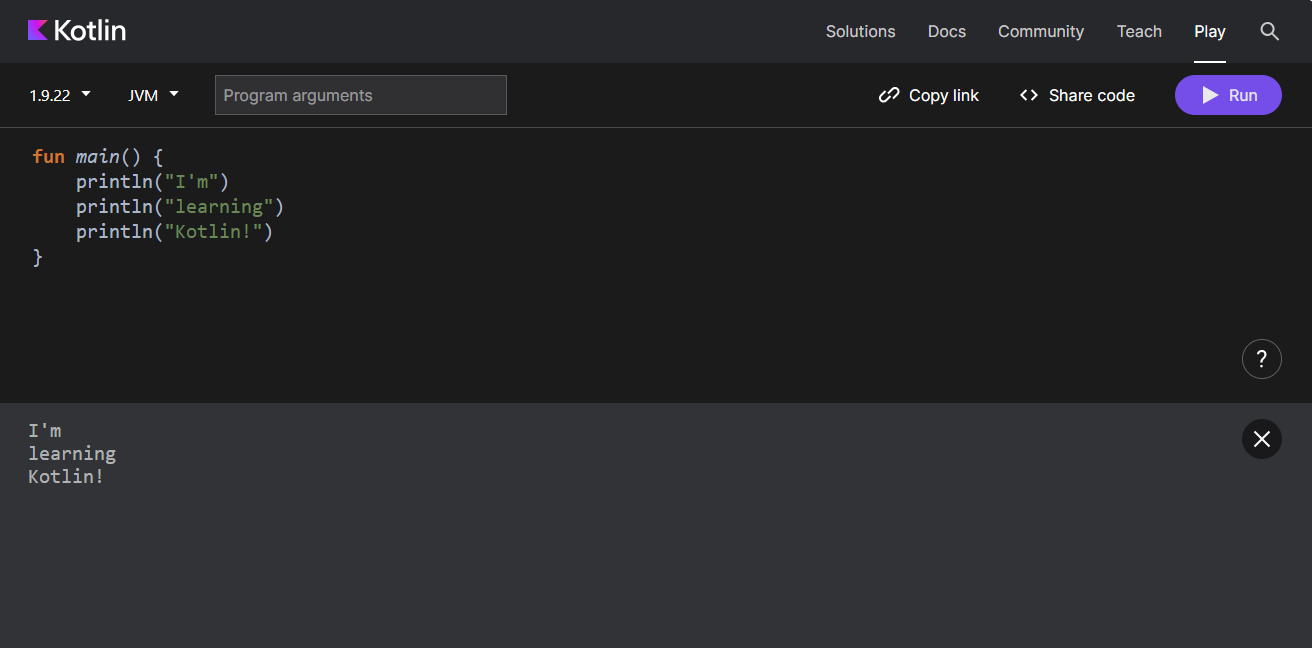 Kotlin
Solutions Docs Community Teach Play
1.9.22 JVM Program arguments Copy link <> Share code Run
fun main() {
    println("I'm")
    println("learning")
    println("Kotlin!")
}
?
I'm
learning
Kotlin!